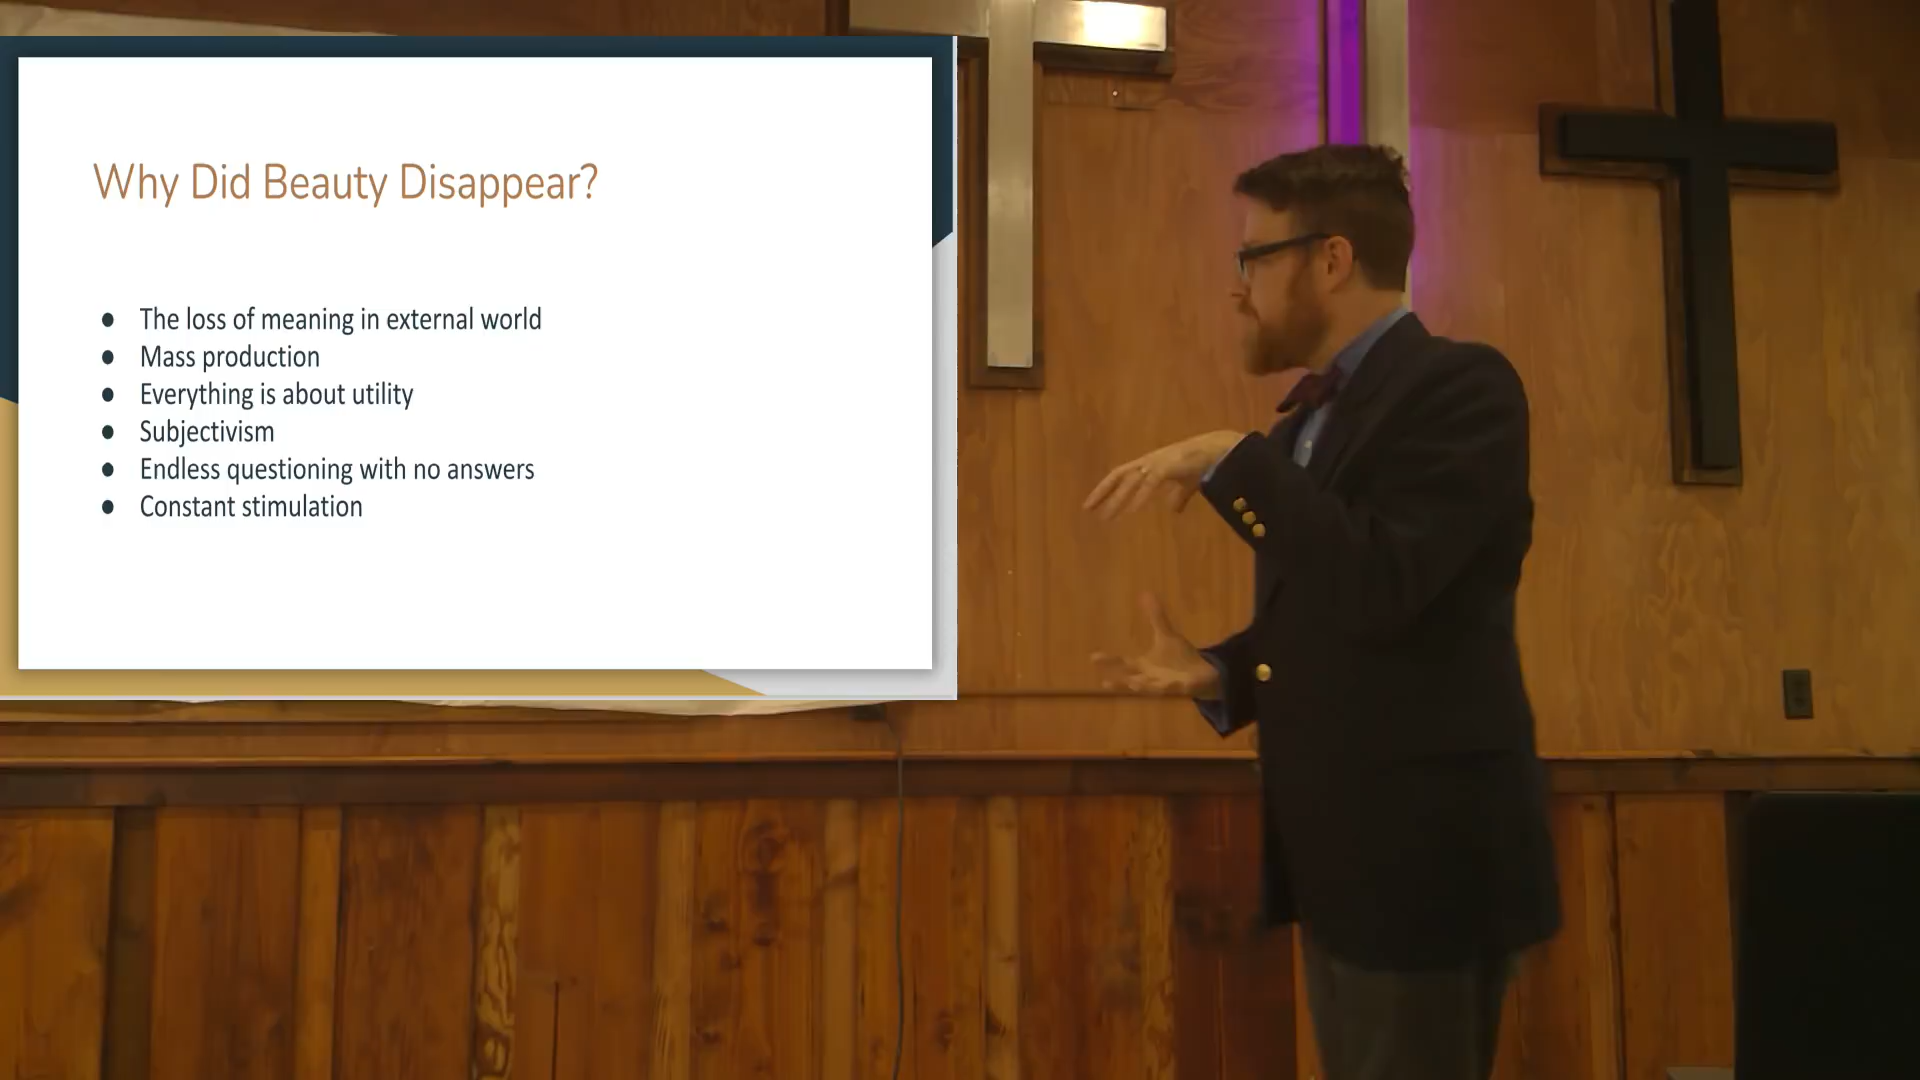 Why Did Beauty Disappear?
● The loss of meaning in external world
● Mass production
● Everything is about utility
● Subjectivism
● Endless questioning with no answers
● Constant stimulation